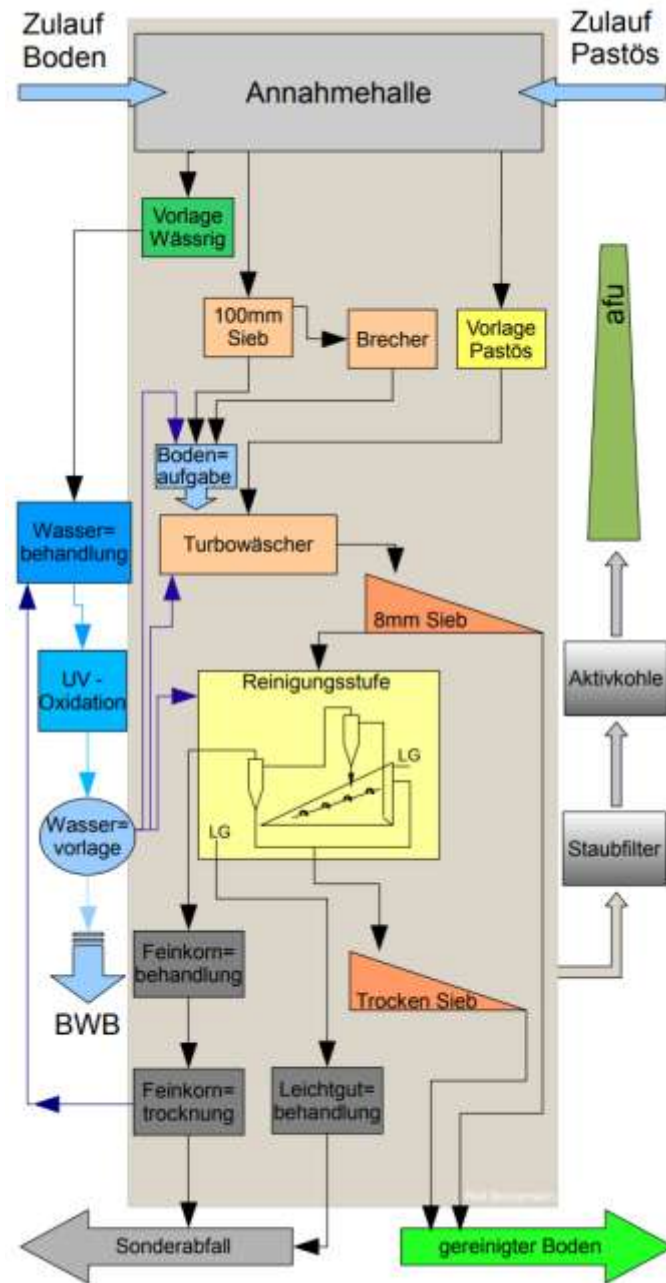 Zulauf
Boden
Zulauf
Pastös
Annahmehalle
Vorlage
Wässrig
100mm
Sieb
Brecher
Vorlage
Pastös
afu
Boden=
aufgabe
Wasser=
behandlung
Turbowäscher
8mm Sieb
UV -
Oxidation
Reinigungsstufe
Aktivkohle
LG
LG
Wasser=
vorlage
Staubfilter
Feinkorn=
behandlung
BWB
Trocken Sieb
Feinkorn=
trocknung
Leichtgut=
behandlung
Sonderabfall
gereinigter Boden